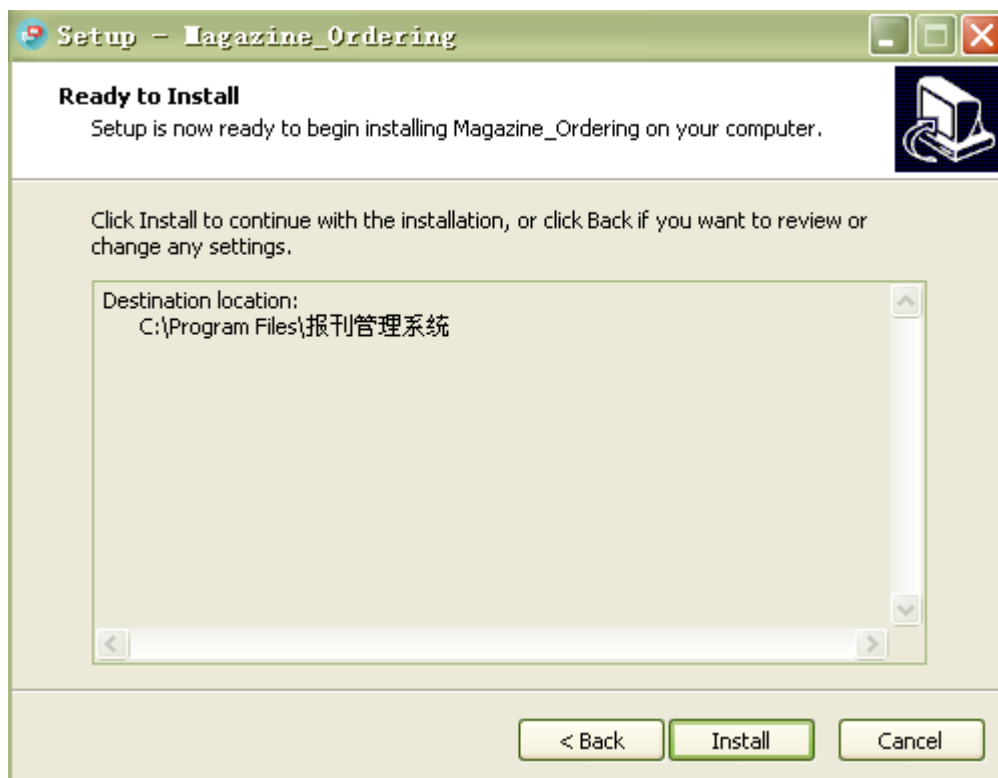 Setup - Magazine_Ordering
Ready to Install
Setup is now ready to begin installing Magazine_Ordering on your computer.
Click Install to continue with the installation, or click Back if you want to review or
change any settings.
Destination location:
C:\Program Files\报刊管理系统
< Back
Install
Cancel